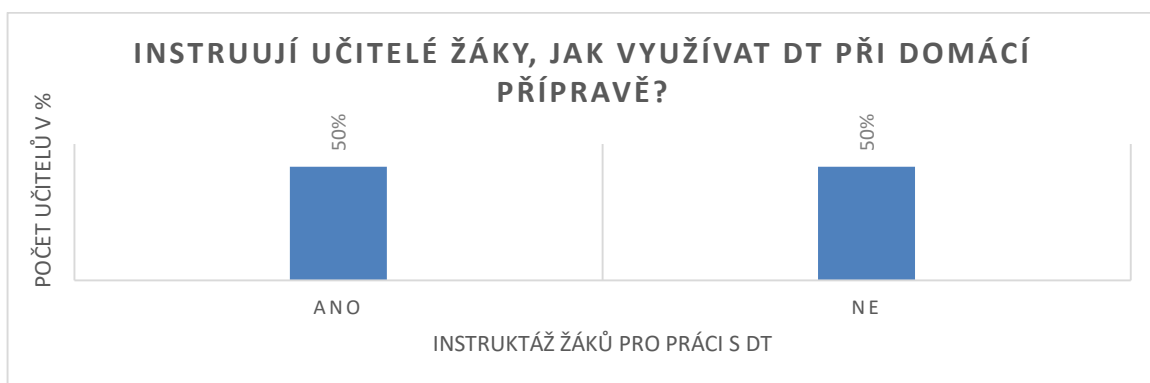 INSTRUUJÍ UČITELÉ ŽÁKY, JAK VYUŽÍVAT DT PŘI DOMÁCÍ
PŘÍPRAVĚ?
POČET UČITELŮ V %
50%
50%
ANO
NE
INSTRUKTÁŽ ŽÁKŮ PRO PRÁCI S DT